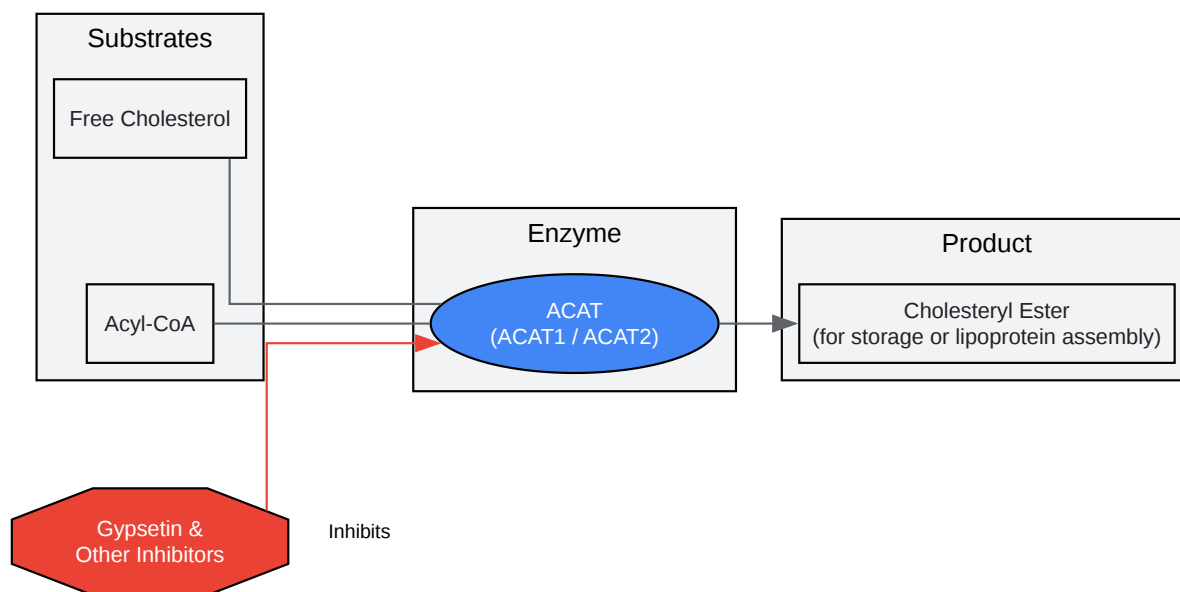 Substrates
Free Cholesterol
Acyl-CoA
Enzyme
ACAT
(ACAT1 / ACAT2)
Product
Cholesteryl Ester
(for storage or lipoprotein assembly)
Gypsetin &
Other Inhibitors
Inhibits